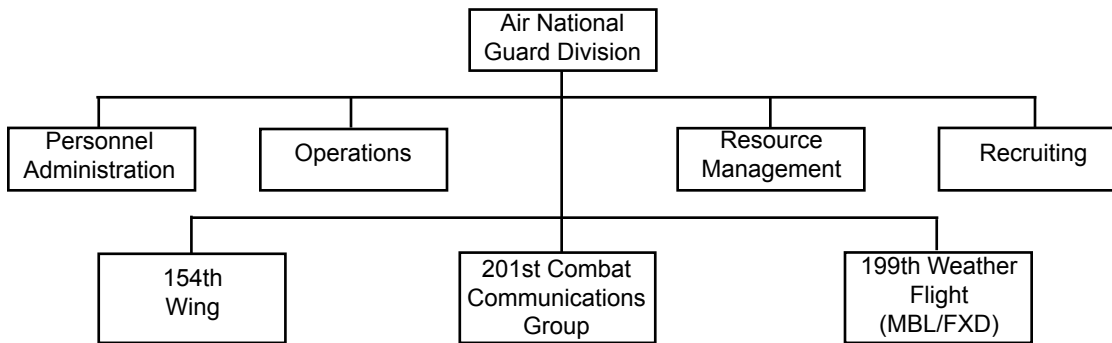 Air National
Guard Division
Personnel
Administration
Operations
Resource
Management
Recruiting
154th
Wing
201st Combat
Communications
Group
199th Weather
Flight
(MBL/FXD)